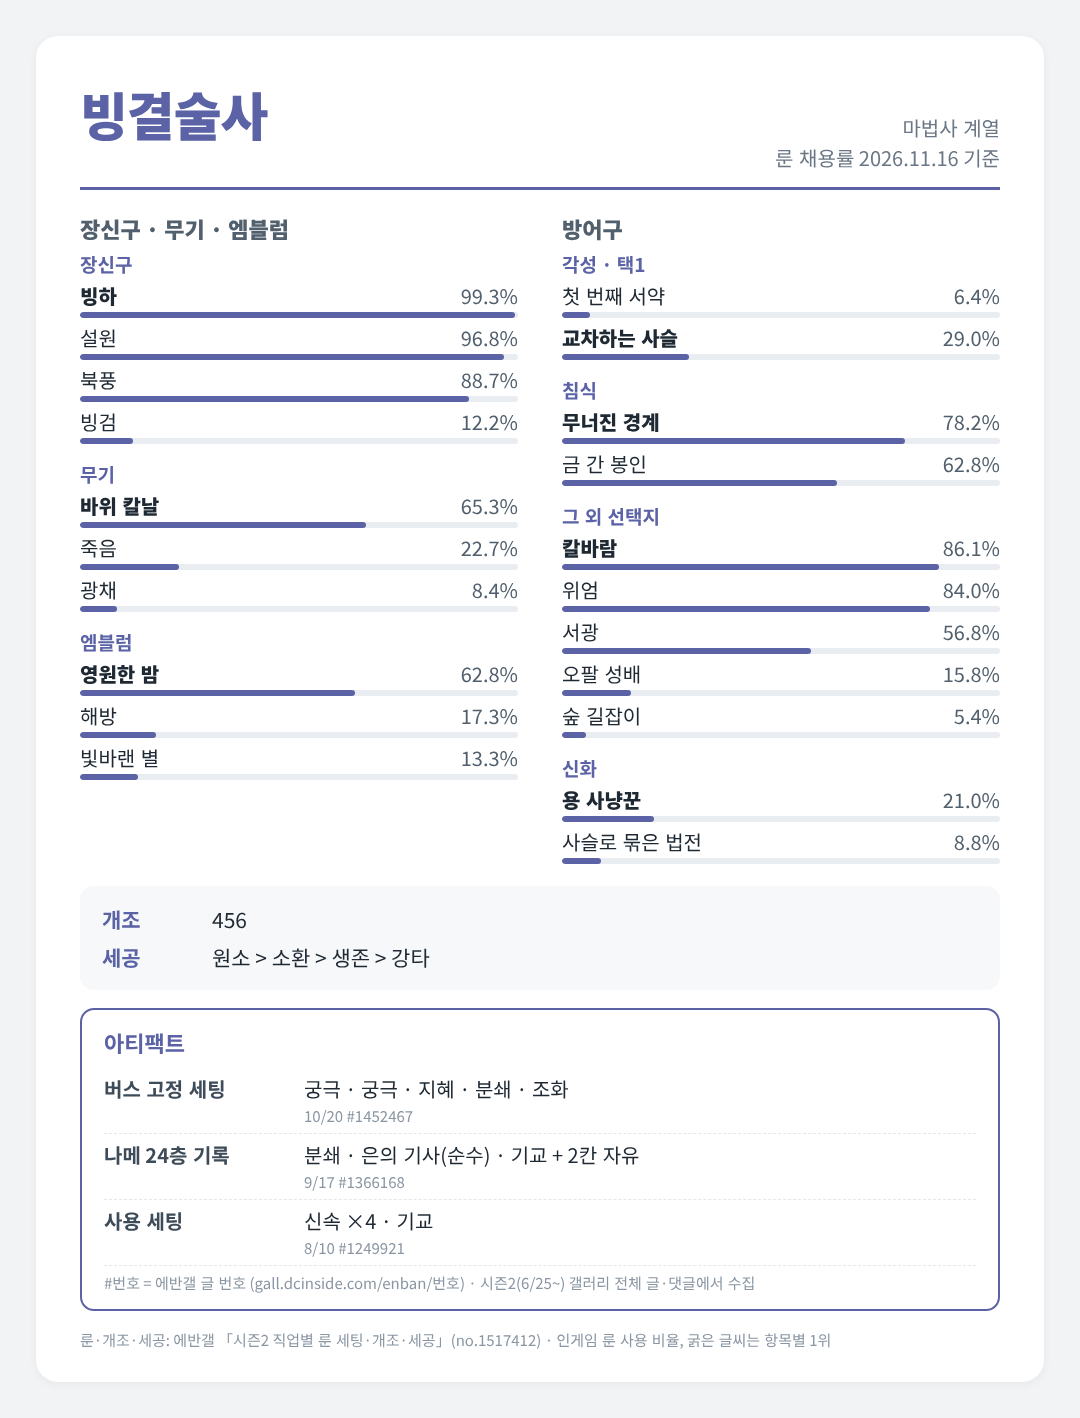 빙결술사
마법사 계열
룬 채용률 2026.11.16 기준
장신구 · 무기 · 엠블럼
장신구
빙하 99.3%
설원 96.8%
북풍 88.7%
빙검 12.2%
무기
바위 칼날 65.3%
죽음 22.7%
광채 8.4%
엠블럼
영원한 밤 62.8%
해방 17.3%
빛바랜 별 13.3%
방어구
각성 · 택1
첫 번째 서약 6.4%
교차하는 사슬 29.0%
침식
무너진 경계 78.2%
금 간 봉인 62.8%
그 외 선택지
칼바람 86.1%
위엄 84.0%
서광 56.8%
오팔 성배 15.8%
숲 길잡이 5.4%
신화
용 사냥꾼 21.0%
사슬로 묶은 법전 8.8%
개조 456
세공 원소 > 소환 > 생존 > 강타
아티팩트
버스 고정 세팅 궁극 · 궁극 · 지혜 · 분쇄 · 조화
10/20 #1452467
나메 24층 기록 분쇄 · 은의 기사(순수) · 기교 + 2칸 자유
9/17 #1366168
사용 세팅 신속 ×4 · 기교
8/10 #1249921
#번호 = 에반갤 글 번호 (gall.dcinside.com/enban/번호) · 시즌2(6/25~) 갤러리 전체 글·댓글에서 수집
룬·개조·세공: 에반갤 「시즌2 직업별 룬 세팅·개조·세공」(no.1517412) · 인게임 룬 사용 비율, 굵은 글씨는 항목별 1위